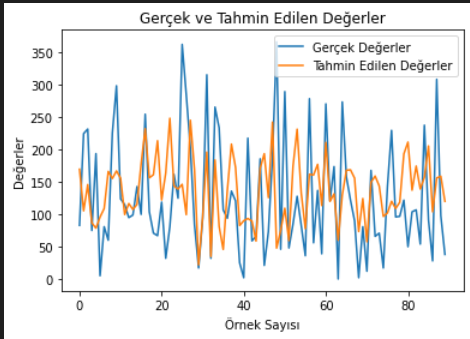 Gerçek ve Tahmin Edilen Değerler
Gerçek Değerler
Tahmin Edilen Değerler
Değerler
350
300
250
200
150
100
50
0
0 20 40 60 80
Örnek Sayısı